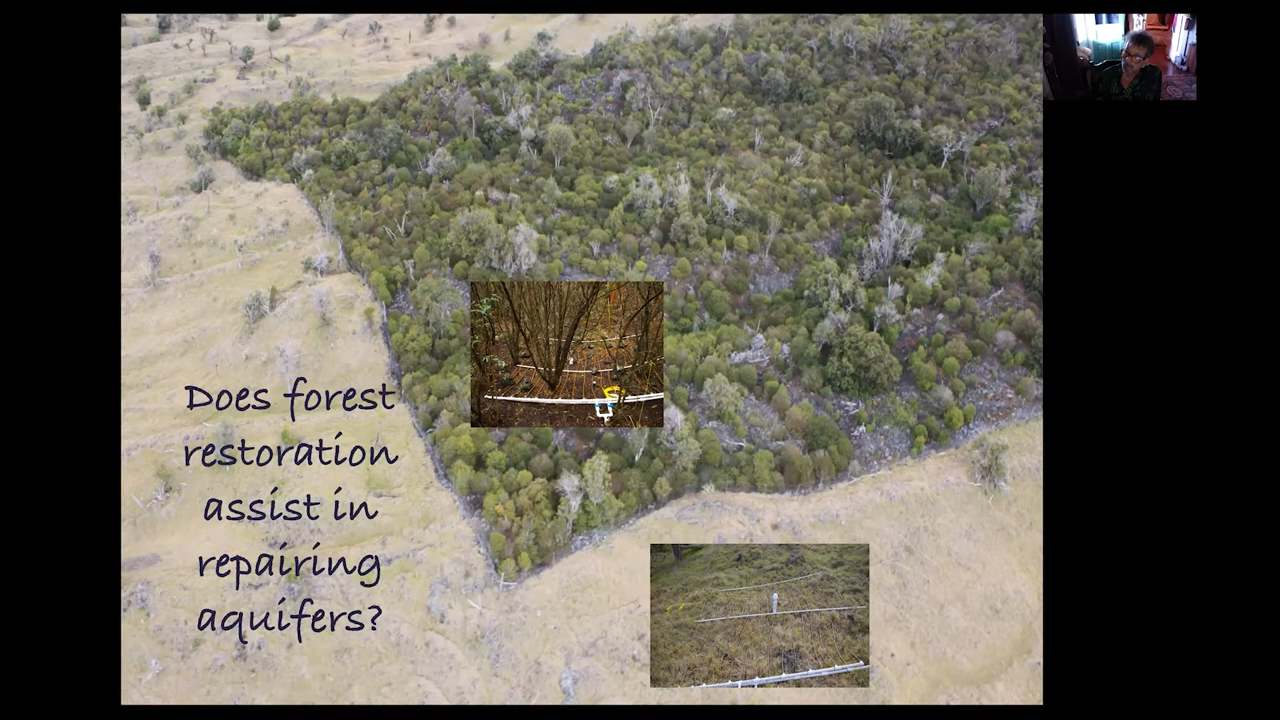 Does forest
restoration
assist in
repairing
aquifers?